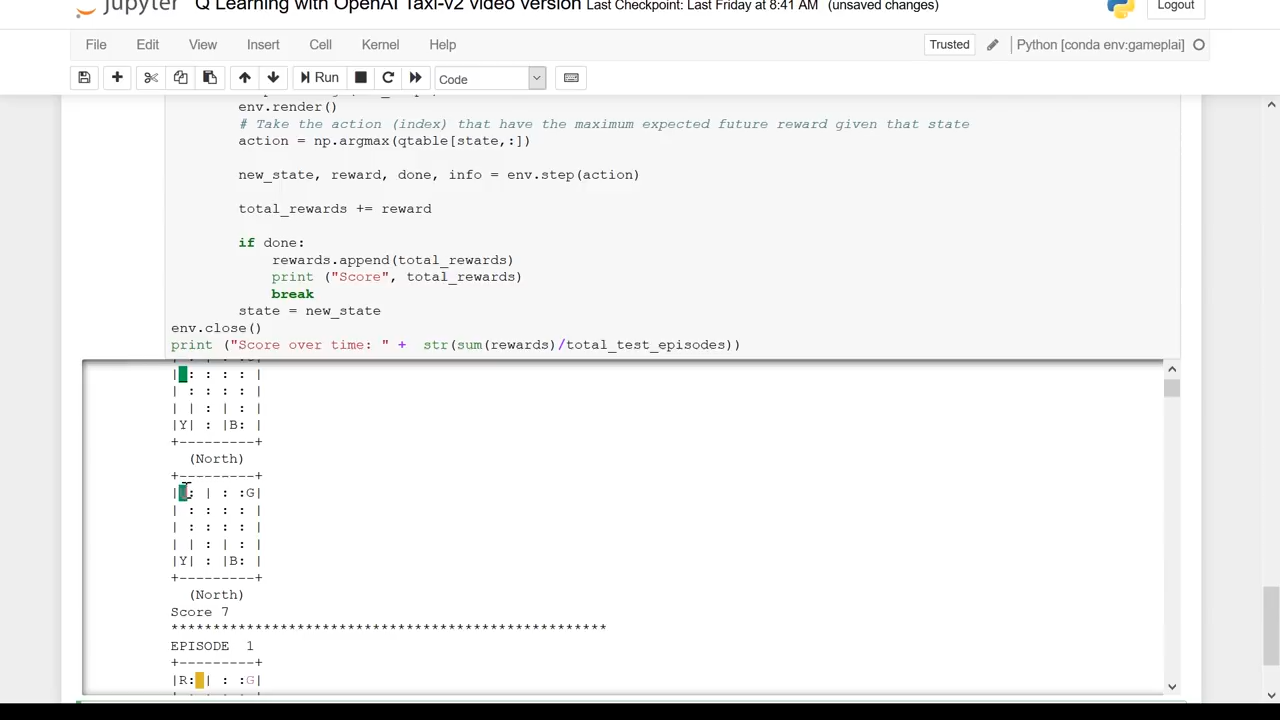 jupyter Q Learning with OpenAI Taxi-v2 video version Last Checkpoint: Last Friday at 8:41 AM (unsaved changes) Logout
File Edit View Insert Cell Kernel Help Trusted Python [conda env:gameplai]
Run Code
env.render()
# Take the action (index) that have the maximum expected future reward given that state
action = np.argmax(qtable[state,:])
new_state, reward, done, info = env.step(action)
total_rewards += reward
if done:
rewards.append(total_rewards)
print ("Score", total_rewards)
break
state = new_state
env.close()
print ("Score over time: " + str(sum(rewards)/total_test_episodes))
| : : : : |
| : : : : |
| | : | : |
|Y| : |B: |
+---------+
(North)
+---------+
| : | : :G|
| : : : : |
| : : : : |
| | : | : |
|Y| : |B: |
+---------+
(North)
Score 7
****************************************************
EPISODE 1
+---------+
|R: | : :G|